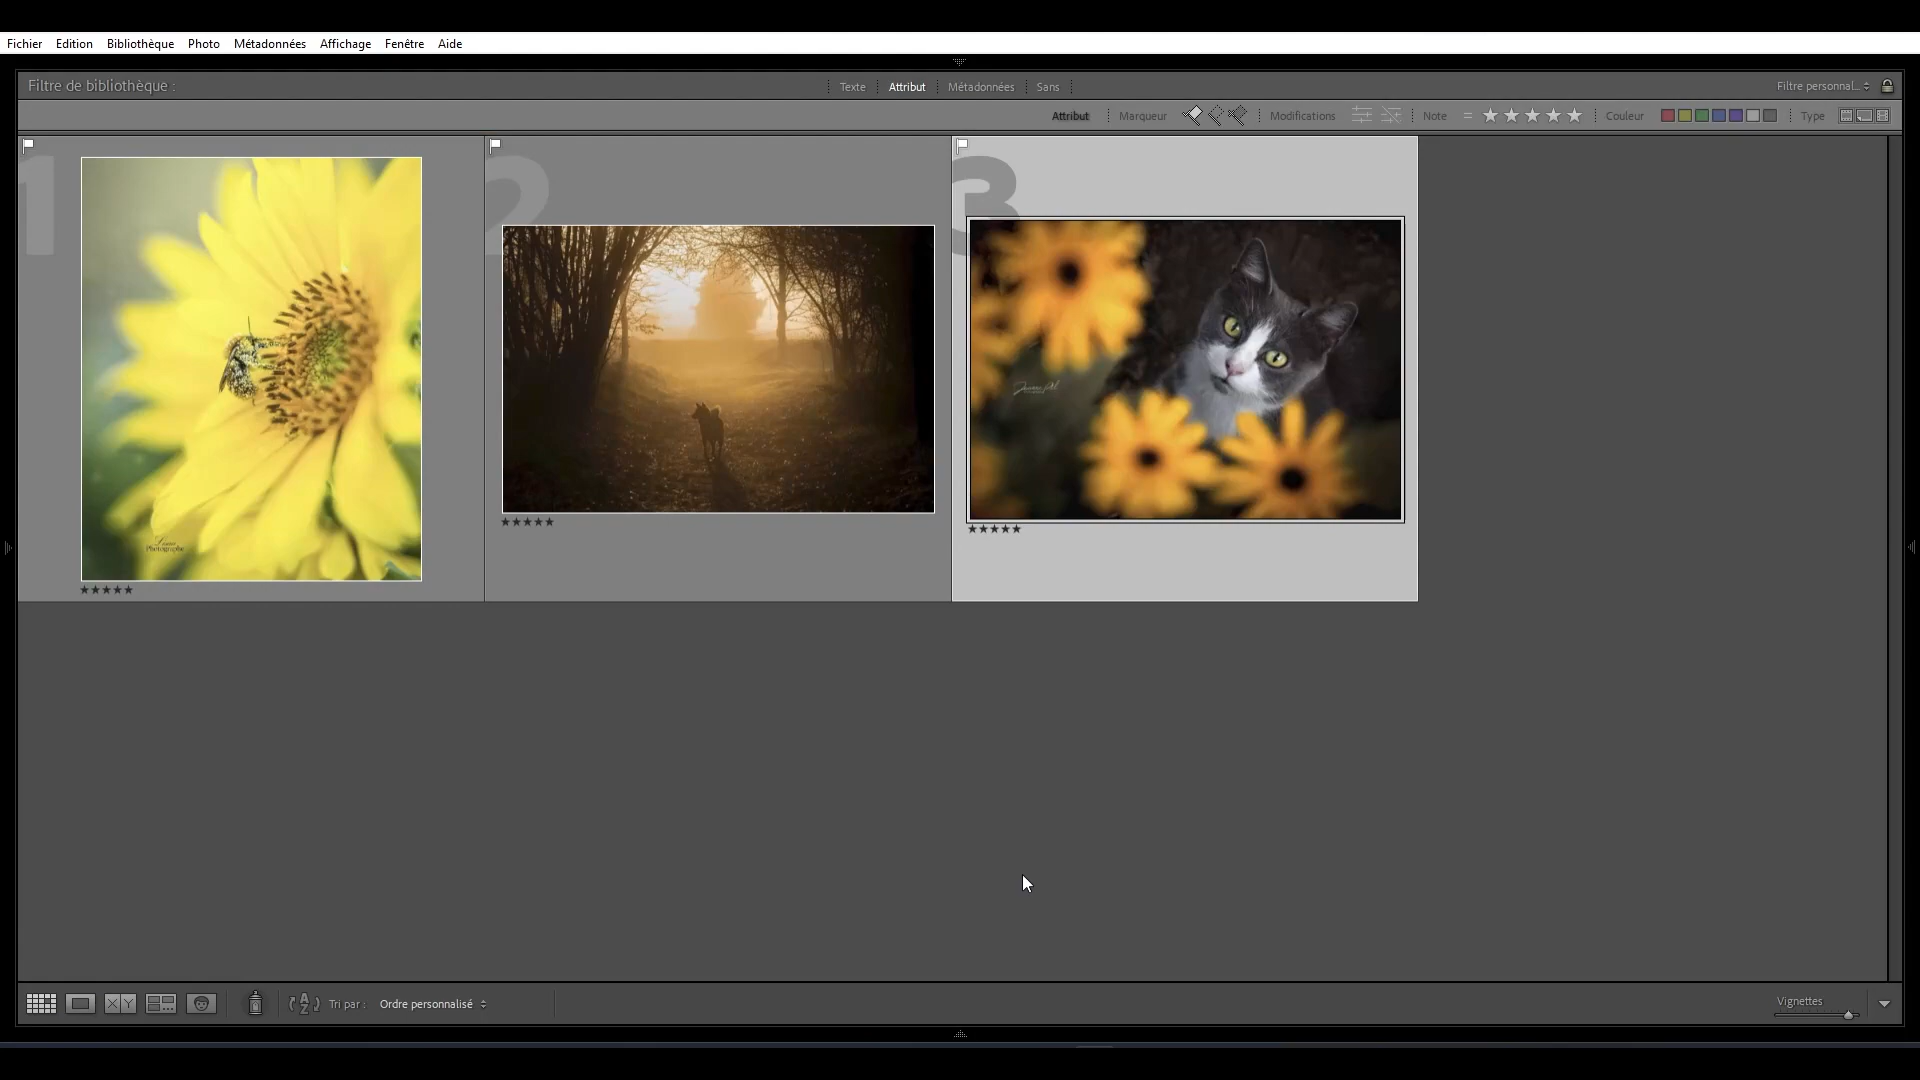 Fichier Edition Bibliothèque Photo Métadonnées Affichage Fenêtre Aide
Filtre de bibliothèque : Texte Attribut Métadonnées Sans Filtre personnal...
Attribut Marqueur Modifications Note = Couleur Type
1 2 3
Photographe
Tri par : Ordre personnalisé Vignettes